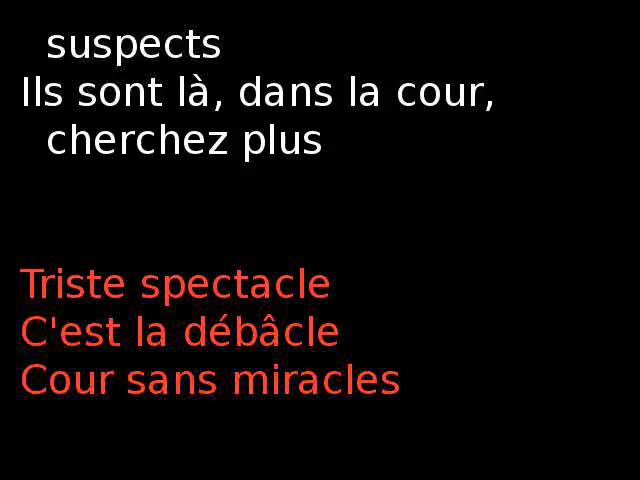 suspects
Ils sont là, dans la cour,
cherchez plus
Triste spectacle
C'est la débâcle
Cour sans miracles